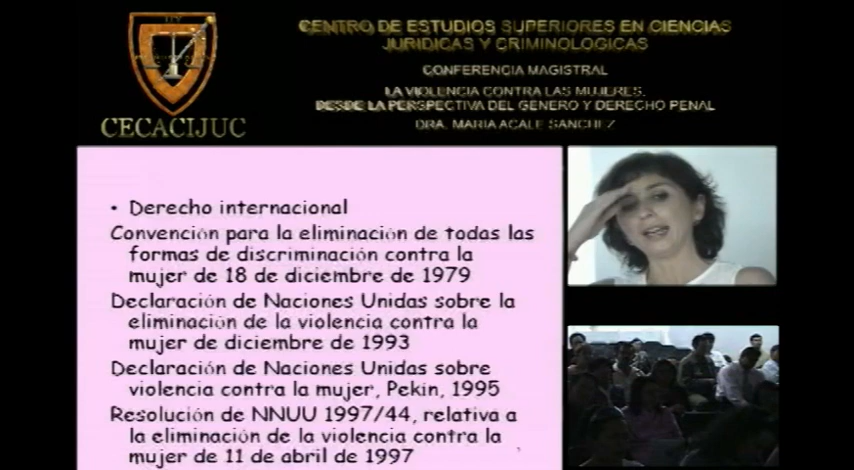 CENTRO DE ESTUDIOS SUPERIORES EN CIENCIAS
JURIDICAS Y CRIMINOLOGICAS
CONFERENCIA MAGISTRAL
LA VIOLENCIA CONTRA LAS MUJERES.
DESDE LA PERSPECTIVA DEL GENERO Y DERECHO PENAL
DRA. MARIA ACALE SANCHEZ
CECACIJUC
• Derecho internacional
Convención para la eliminación de todas las
formas de discriminación contra la
mujer de 18 de diciembre de 1979
Declaración de Naciones Unidas sobre la
eliminación de la violencia contra la
mujer de diciembre de 1993
Declaración de Naciones Unidas sobre
violencia contra la mujer, Pekín, 1995
Resolución de NNUU 1997/44, relativa a
la eliminación de la violencia contra la
mujer de 11 de abril de 1997